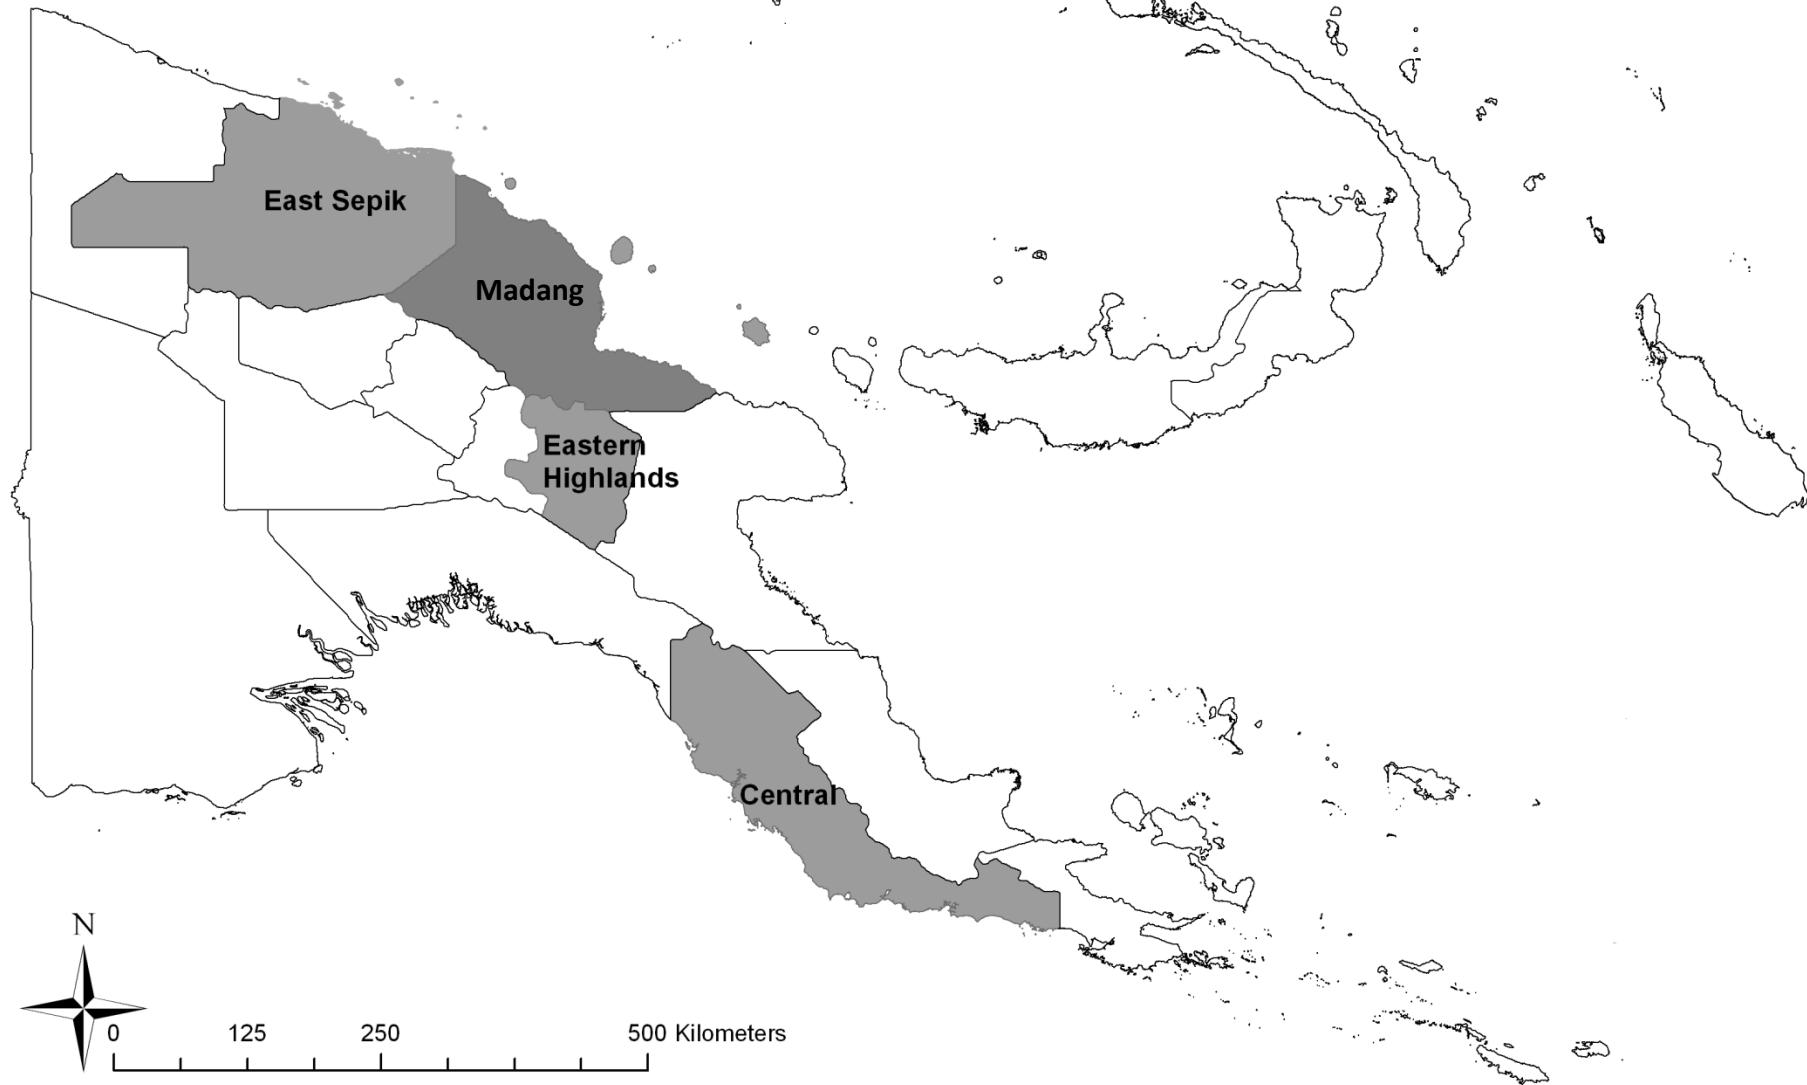 East Sepik
Madang
Eastern
Highlands
Central
N
0 125 250 500 Kilometers